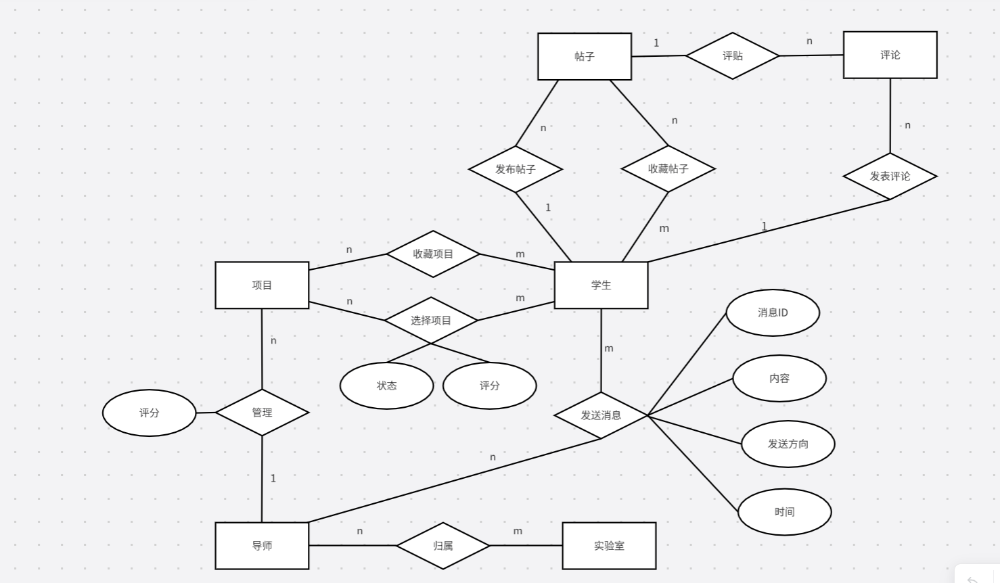 帖子
1
评贴
n
评论
n
n
n
发布帖子
收藏帖子
发表评论
1
m
1
n
收藏项目
m
项目
学生
n
选择项目
m
消息ID
n
m
状态
评分
内容
评分
管理
发送消息
发送方向
n
1
时间
导师
n
归属
m
实验室